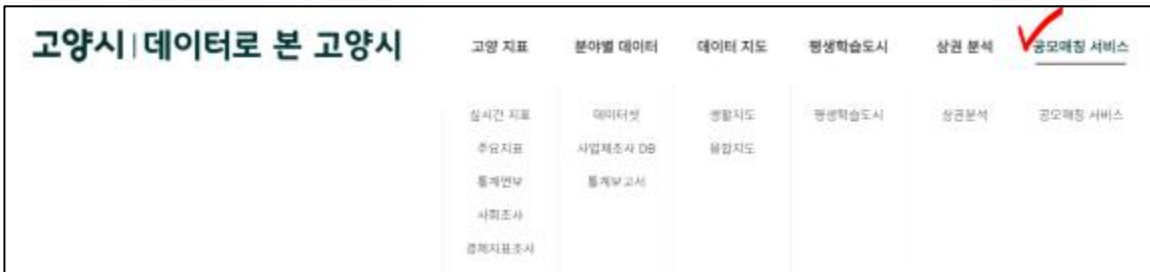 고양시 | 데이터로 본 고양시
고양 지표 분야별 데이터 데이터 지도 평생학습도시 상권 분석 공모매칭 서비스
실시간 지표 데이터셋 생활지도 평생학습도시 상권분석 공모매칭 서비스
주요지표 사업체조사 DB 융합지도
통계연보 통계보고서
사회조사
경제지표조사